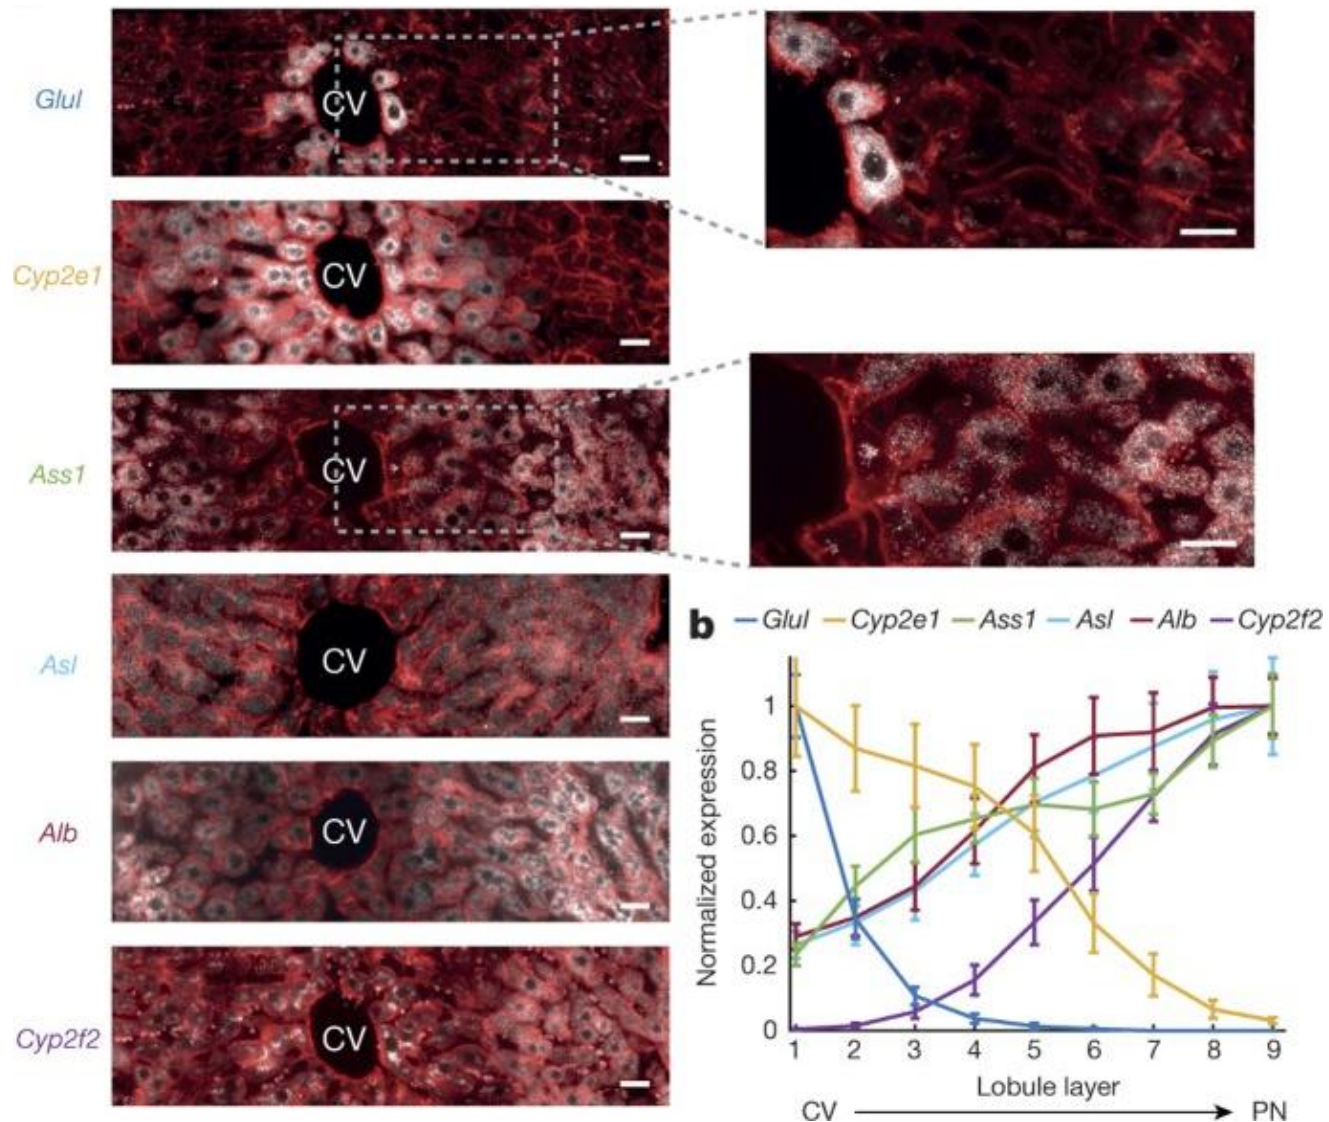 Glul
CV
Cyp2e1
CV
Ass1
CV
Asl
CV
Alb
CV
Cyp2f2
CV
b
Glul Cyp2e1 Ass1 Asl Alb Cyp2f2
Normalized expression
1
0.8
0.6
0.4
0.2
0
1 2 3 4 5 6 7 8 9
Lobule layer
CV PN